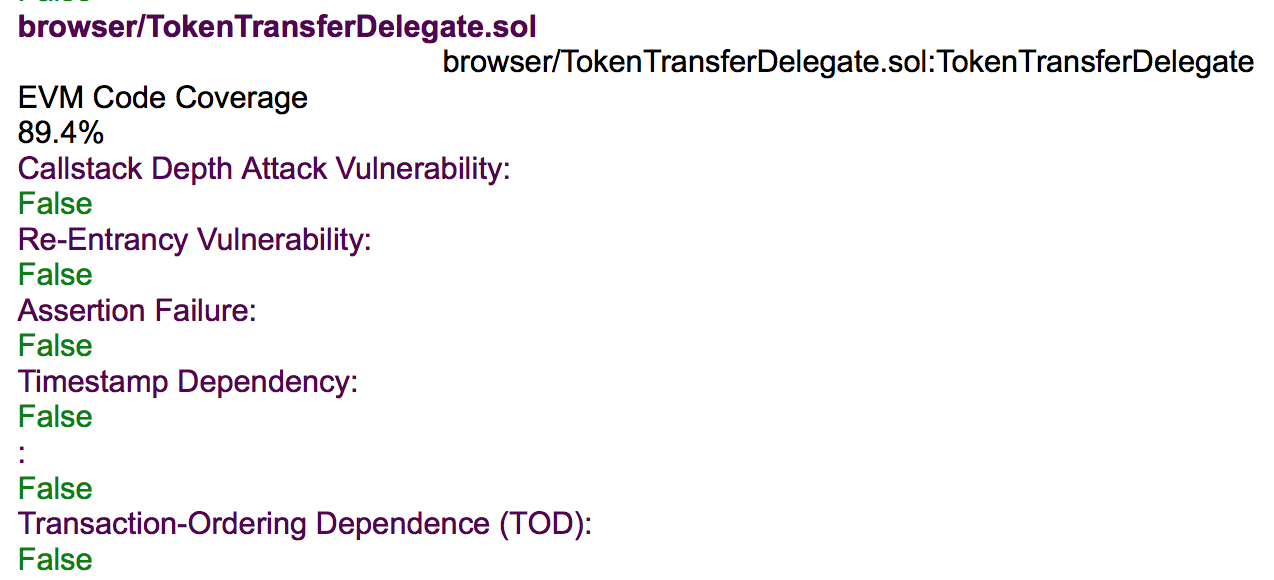 False
browser/TokenTransferDelegate.sol
browser/TokenTransferDelegate.sol:TokenTransferDelegate
EVM Code Coverage
89.4%
Callstack Depth Attack Vulnerability:
False
Re-Entrancy Vulnerability:
False
Assertion Failure:
False
Timestamp Dependency:
False
:
False
Transaction-Ordering Dependence (TOD):
False